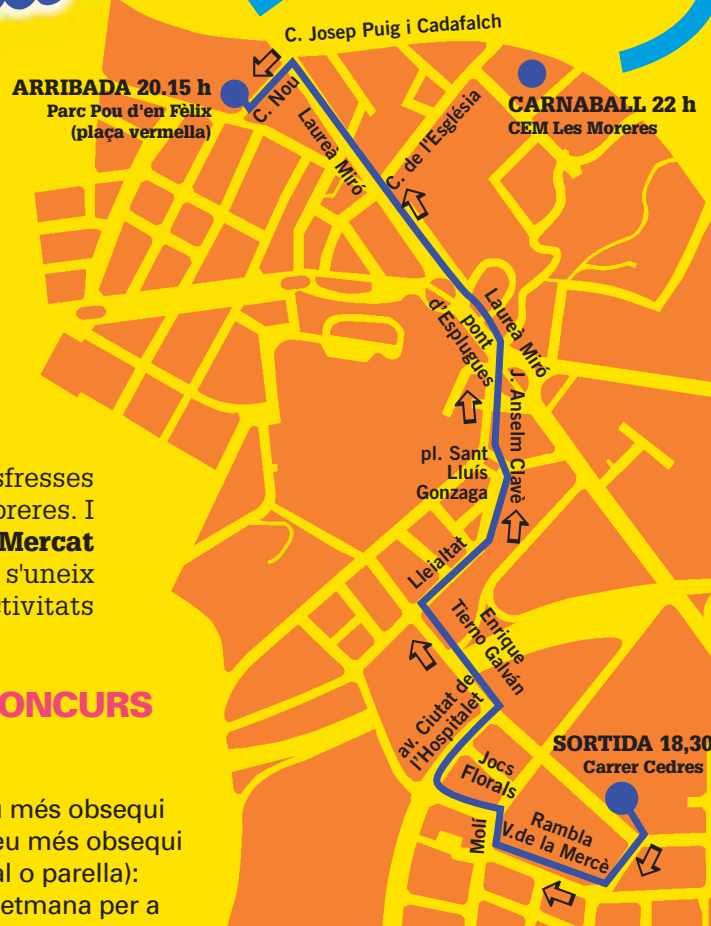 C. Josep Puig i Cadafalch
ARRIBADA 20.15 h
Parc Pou d'en Fèlix
(plaça vermella)
C. Nou
Laureà Miró
C. de l'Església
CARNABALL 22 h
CEM Les Moreres
Laureà Miró
pont
d'Esplugues
J. Anselm Clavè
pl. Sant
Lluís
Gonzaga
Lleialtat
Enrique
Tierno Galván
av. Ciutat de
l'Hospitalet
Jocs
Florals
Molí
Rambla
V.de la Mercè
SORTIDA 18,30
Carrer Cedres
sfresses
oreres. I
Mercat
s'uneix
ctivitats
ONCURS
u més obsequi
eu més obsequi
al o parella):
etmana per a